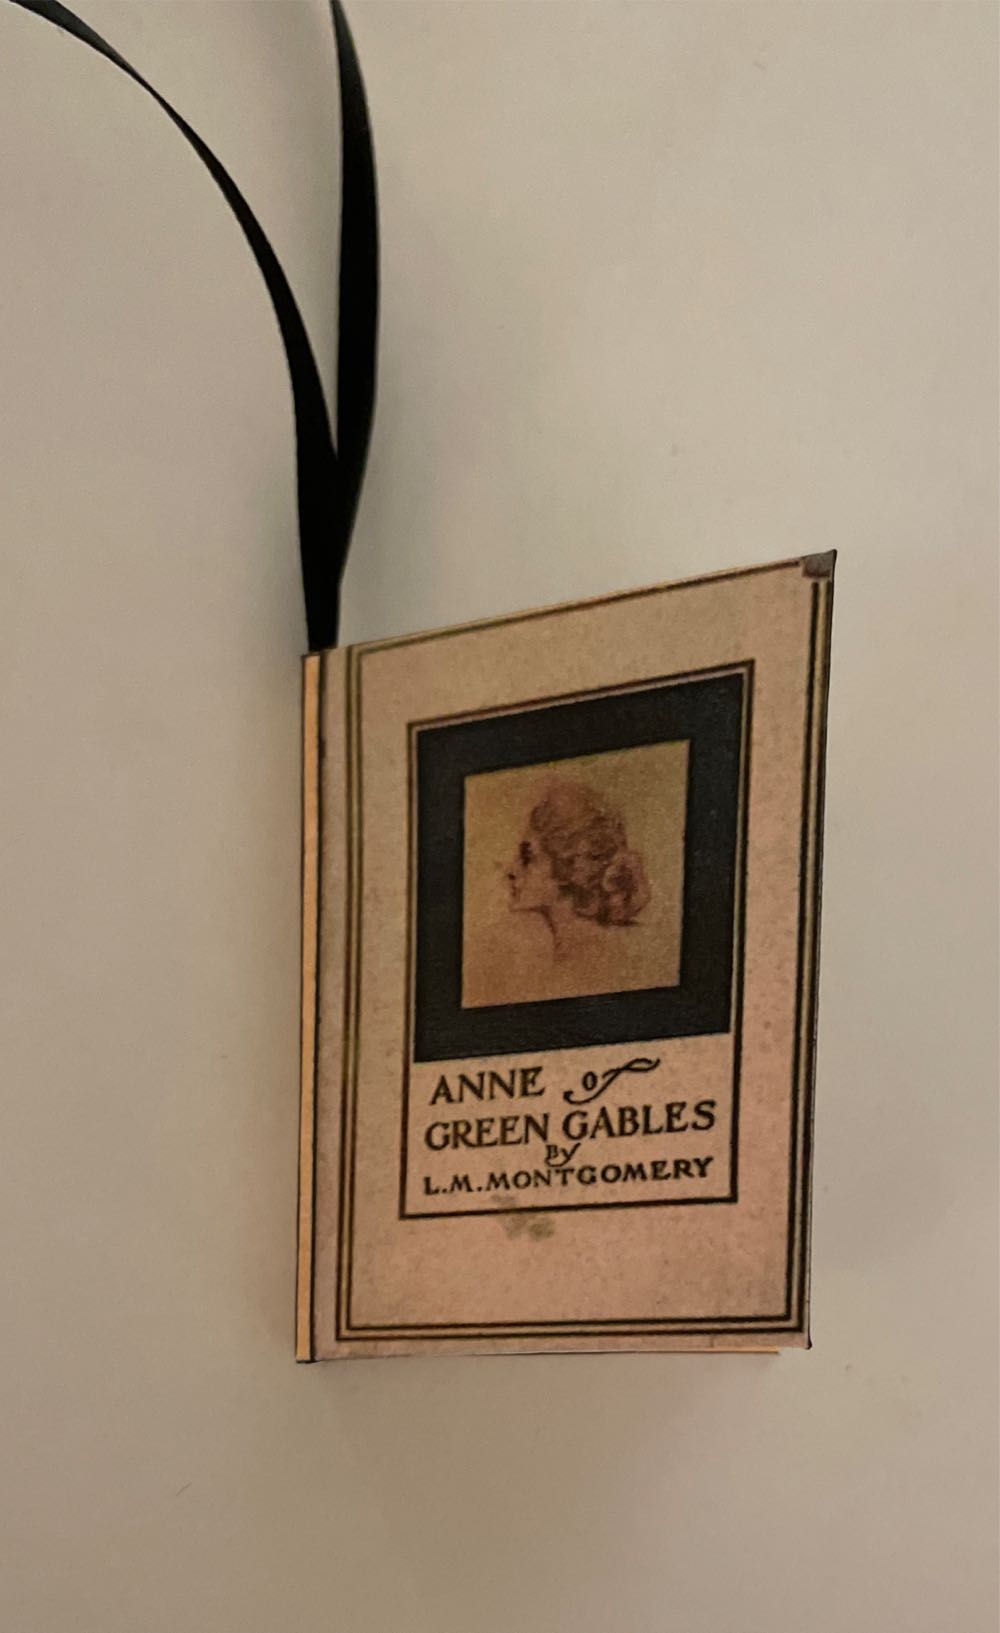 ANNE of
GREEN GABLES
By
L.M.MONTGOMERY